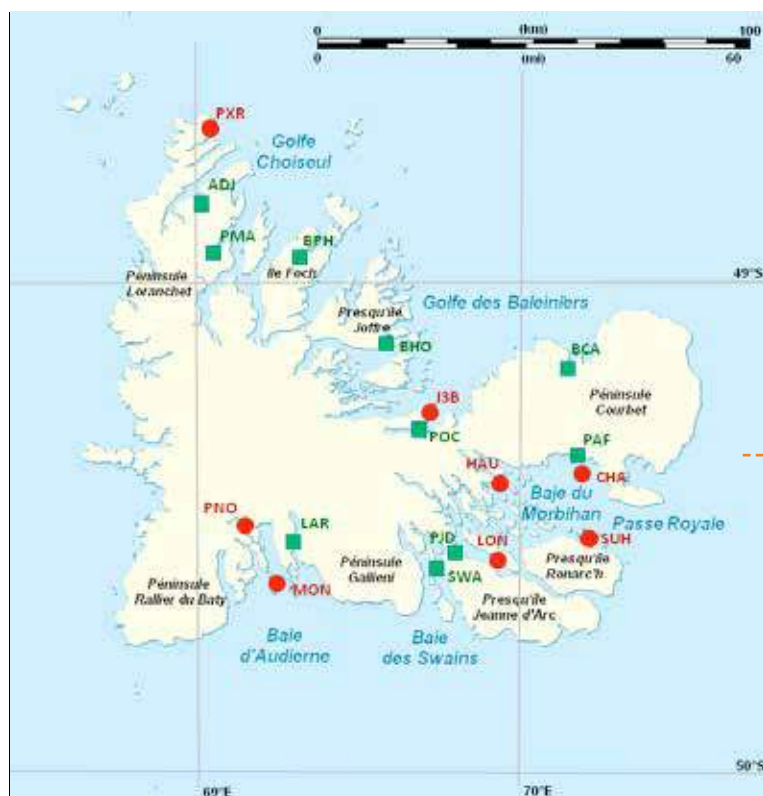 0 (km) 100
0 (mi) 60
PXR
Golfe
Choiseul
ADJ
PMA
BPH
Péninsule
Loranchet
Ile Foch
49°S
Golfe des Baleiniers
Presqu'île
Joffre
BHO
BCA
Péninsule
Courbet
I3B
POC
PAF
HAU
CHA
Baie du
Morbihan
Passe Royale
PNO
LAR
PJD
LON
SUH
Péninsule
Gallieni
SWA
Presqu'île
Ronarc'h
Péninsule
Rallier du Baty
MON
Presqu'île
Jeanne d'Arc
Baie
d'Audierne
Baie
des Swains
50°S
69°E
70°E